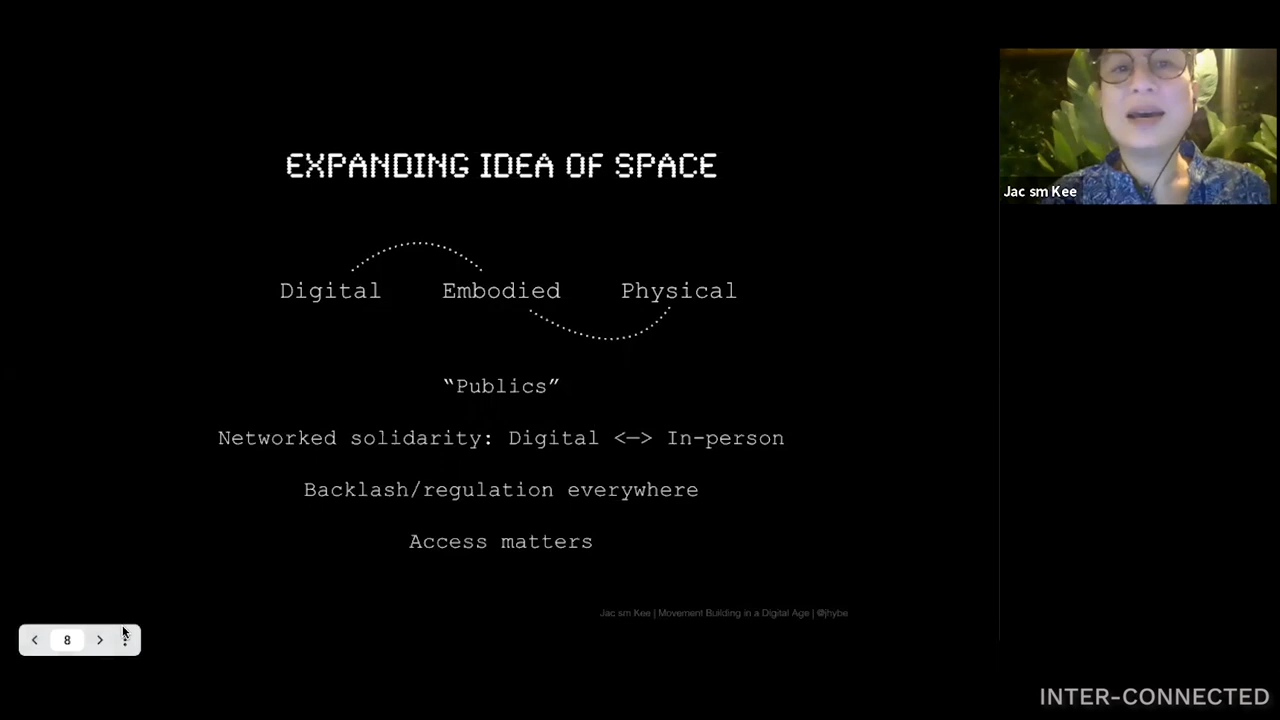 EXPANDING IDEA OF SPACE
Digital Embodied Physical
“Publics”
Networked solidarity: Digital <—> In-person
Backlash/regulation everywhere
Access matters
Jac sm Kee | Movement Building in a Digital Age | @jhybe
8
Jac sm Kee
INTER-CONNECTED